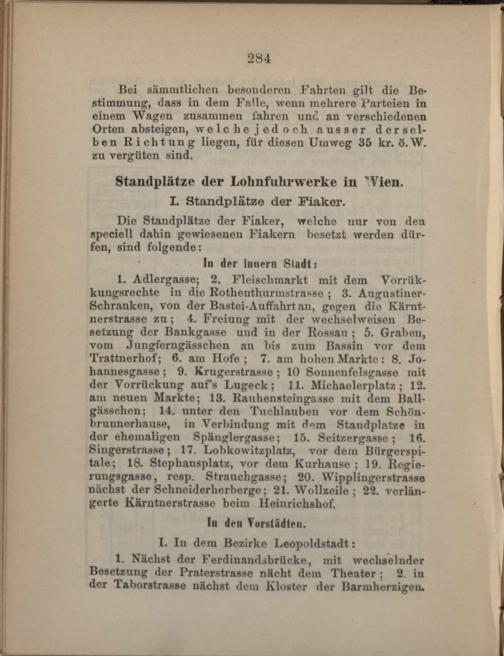 284
Bei sämmtlichen besonderen Fahrten gilt die Be-
stimmung, dass in dem Falle, wenn mehrere Parteien in
einem Wagen zusammen fahren und an verschiedenen
Orten absteigen, welche jedoch ausser dersel-
ben Richtung liegen, für diesen Umweg 35 kr. ö. W.
zu vergüten sind.
Standplätze der Lohnfuhrwerke in Wien.
I. Standplätze der Fiaker.
Die Standplätze der Fiaker, welche nur von den
speciell dahin gewiesenen Fiakern besetzt werden dür-
fen, sind folgende:
In der Innern Stadt:
1. Adlergasse; 2. Fleischmarkt mit dem Vorrük-
kungsrechte in die Rothenthurmstrasse; 3. Augustiner-
Schranken, von der Bastei-Auffahrt an, gegen die Kärnt-
nerstrasse zu; 4. Freiung mit der wechselweisen Be-
setzung der Bankgasse und in der Rossau; 5. Graben,
vom Jungferngässchen an bis zum Bassin vor dem
Trattnerhof; 6. am Hofe; 7. am hohen Markte: 8. Jo-
hannesgasse; 9. Krugerstrasse; 10 Sonnenfelsgasse mit
der Vorrückung auf's Lugeck; 11. Michaelerplatz; 12.
am neuen Markte; 13. Rauhensteingasse mit dem Ball-
gässchen; 14. unter den Tuchlauben vor dem Schön-
brunnerhause, in Verbindung mit dem Standplatze in
der ehemaligen Spänglergasse; 15. Seitzergasse; 16.
Singerstrasse; 17. Lobkowitzplatz, vor dem Bürgerspi-
tale; 18. Stephansplatz, vor dem Kurhause; 19. Regie-
rungsgasse, resp. Strauchgasse; 20. Wipplingerstrasse
nächst der Schneiderherberge; 21. Wollzeile; 22. verlän-
gerte Kärntnerstrasse beim Heinrichshof.
In den Vorstädten.
I. In dem Bezirke Leopoldstadt:
1. Nächst der Ferdinandsbrücke, mit wechselnder
Besetzung der Praterstrasse nächt dem Theater; 2. in
der Taborstrasse nächst dem Kloster der Barmherzigen.